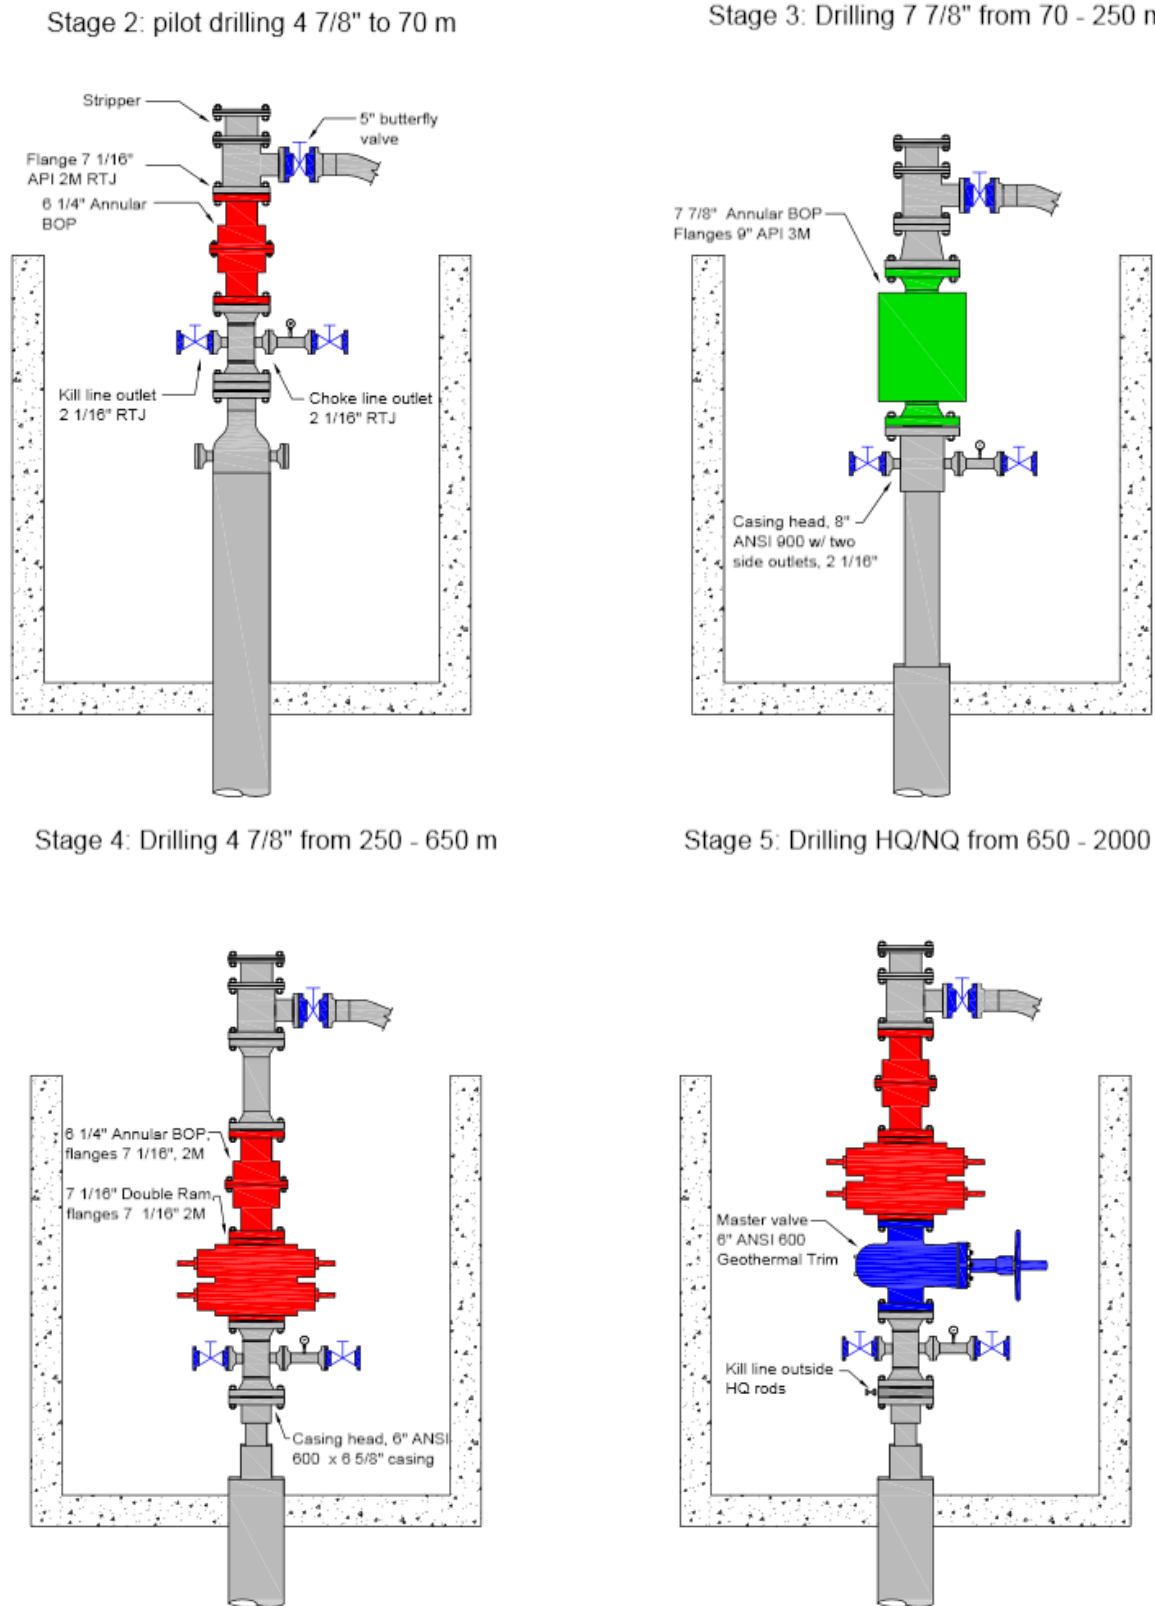 Stage 2: pilot drilling 4 7/8" to 70 m
Stripper
5" butterfly
valve
Flange 7 1/16"
API 2M RTJ
6 1/4" Annular
BOP
Kill line outlet
2 1/16" RTJ
Choke line outlet
2 1/16" RTJ
Stage 3: Drilling 7 7/8" from 70 - 250 m
7 7/8" Annular BOP
Flanges 9" API 3M
Casing head, 8"
ANSI 900 w/ two
side outlets, 2 1/16"
Stage 4: Drilling 4 7/8" from 250 - 650 m
6 1/4" Annular BOP,
flanges 7 1/16", 2M
7 1/16" Double Ram,
flanges 7 1/16" 2M
Casing head, 6" ANSI
600 x 6 5/8" casing
Stage 5: Drilling HQ/NQ from 650 - 2000
Master valve
6" ANSI 600
Geothermal Trim
Kill line outside
HQ rods